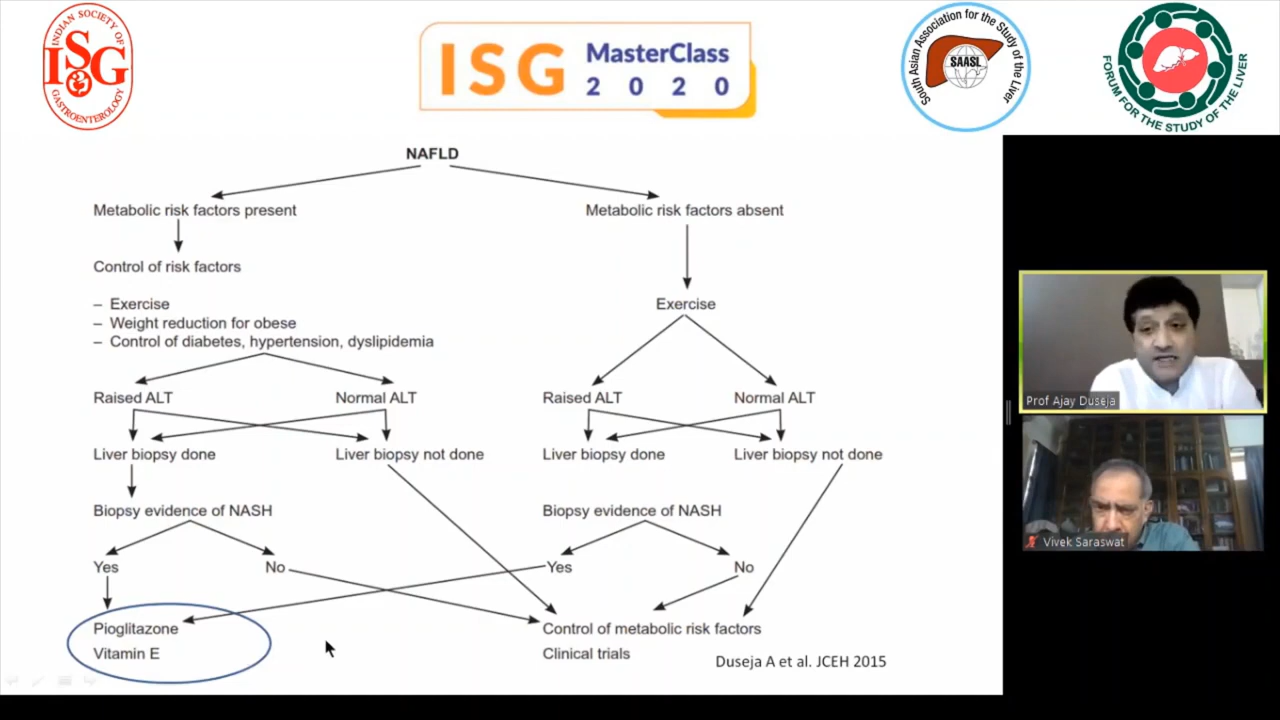 INDIAN SOCIETY OF
ISG
GASTROENTEROLOGY
ISG MasterClass
2020
South Asian Association for the Study of the Liver
SAASL
FORUM FOR THE STUDY OF THE LIVER
NAFLD
Metabolic risk factors present
Metabolic risk factors absent
Control of risk factors
– Exercise
– Weight reduction for obese
– Control of diabetes, hypertension, dyslipidemia
Exercise
Raised ALT
Normal ALT
Raised ALT
Normal ALT
Liver biopsy done
Liver biopsy not done
Liver biopsy done
Liver biopsy not done
Biopsy evidence of NASH
Biopsy evidence of NASH
Yes
No
Yes
No
Pioglitazone
Vitamin E
Control of metabolic risk factors
Clinical trials
Duseja A et al. JCEH 2015
Prof Ajay Duseja
Vivek Saraswat